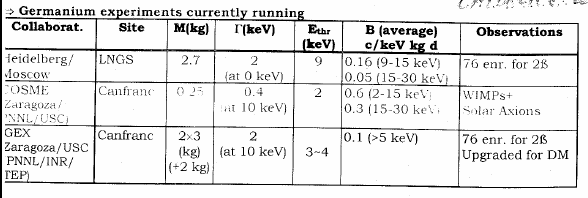 ⇒ Germanium experiments currently running
Collaborat. Site M(kg) Γ(keV) Ethr (keV) B (average) c/keV kg d Observations
Heidelberg/ LNGS 2.7 2 9 0.16 (9-15 keV) 76 enr. for 2ß
Moscow (at 0 keV) 0.05 (15-30 keV)
COSME Canfranc 0.25 0.4 2 0.6 (2-15 keV) WIMPs+
Zaragoza/ (at 10 keV) 0.3 (15-30 keV) Solar Axions
PNNL/USC)
GEX Canfranc 2×3 2 0.1 (>5 keV) 76 enr. for 2ß
Zaragoza/USC (kg) (at 10 keV) 3~4 Upgraded for DM
PNNL/INR/ (+2 kg)
TEP)